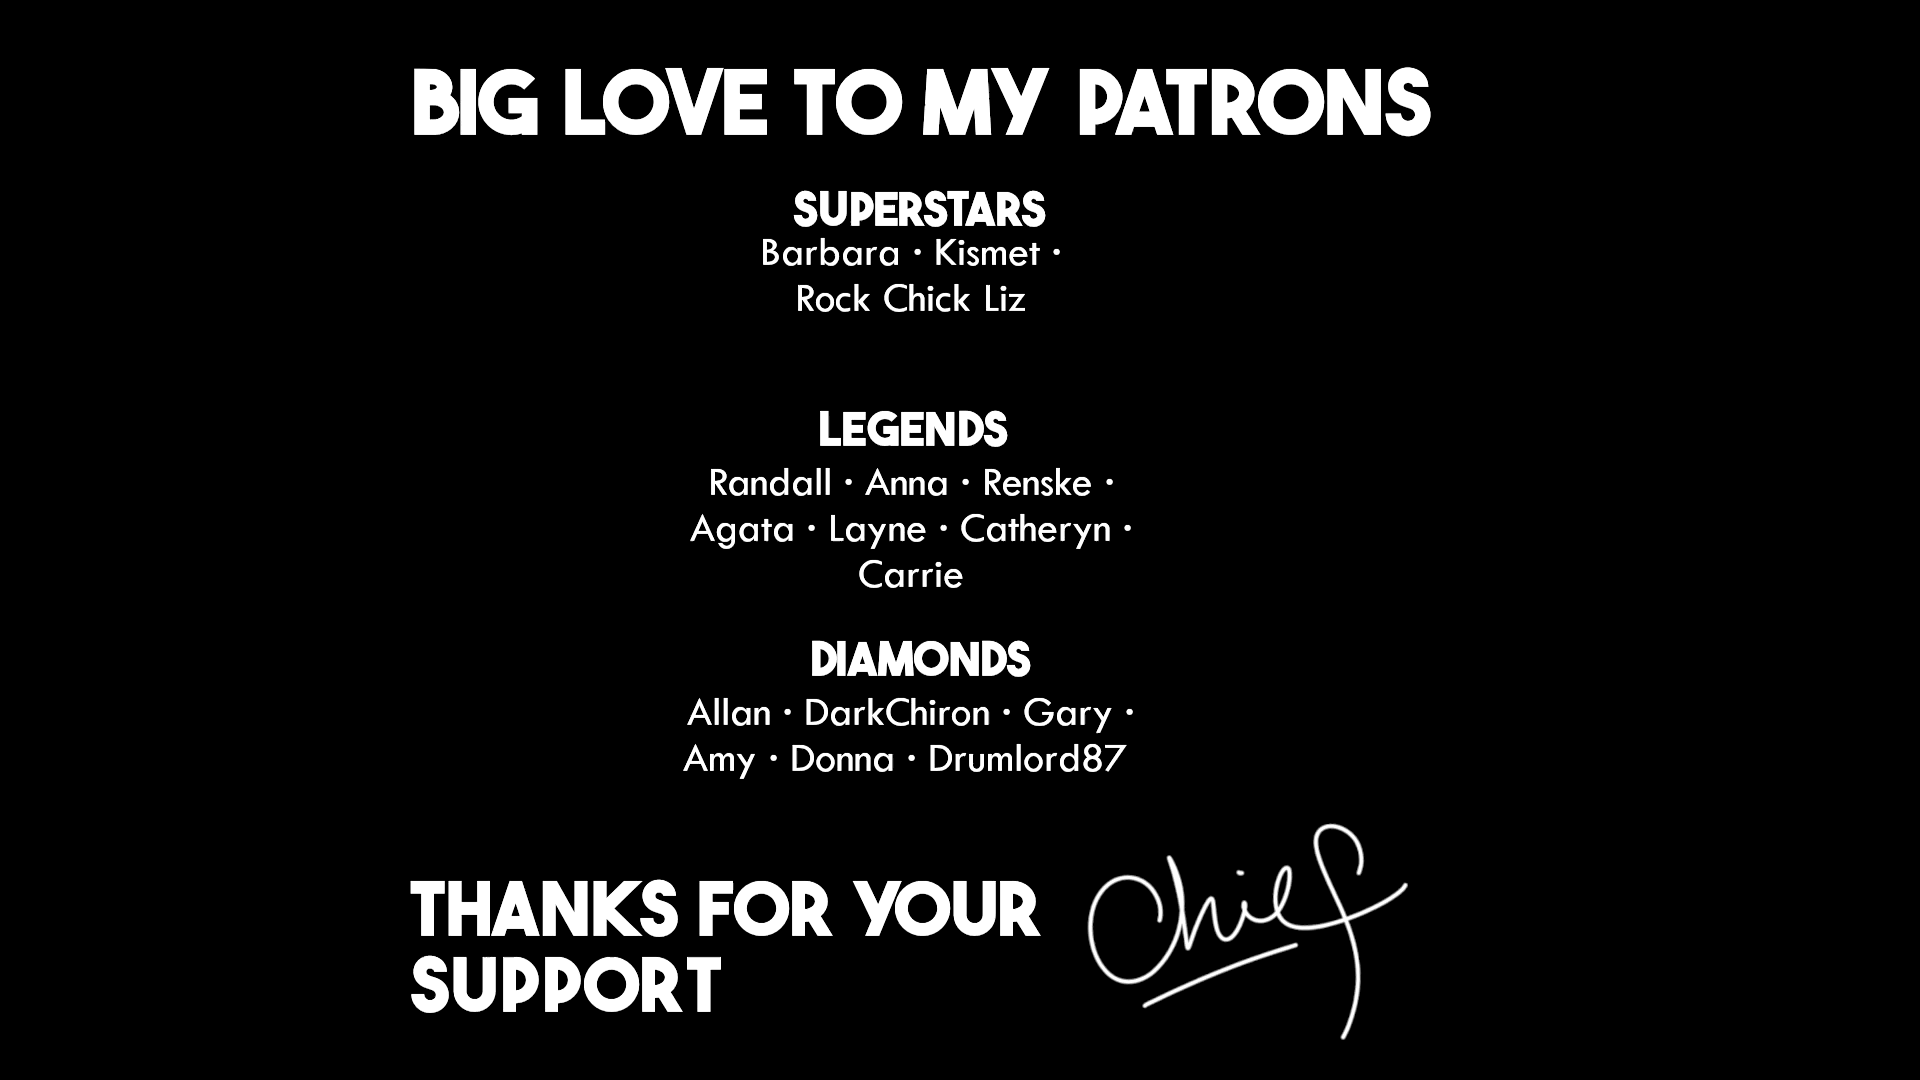 BIG LOVE TO MY PATRONS
SUPERSTARS
Barbara · Kismet ·
Rock Chick Liz
LEGENDS
Randall · Anna · Renske ·
Agata · Layne · Catheryn ·
Carrie
DIAMONDS
Allan · DarkChiron · Gary ·
Amy · Donna · Drumlord87
THANKS FOR YOUR
SUPPORT
Chief